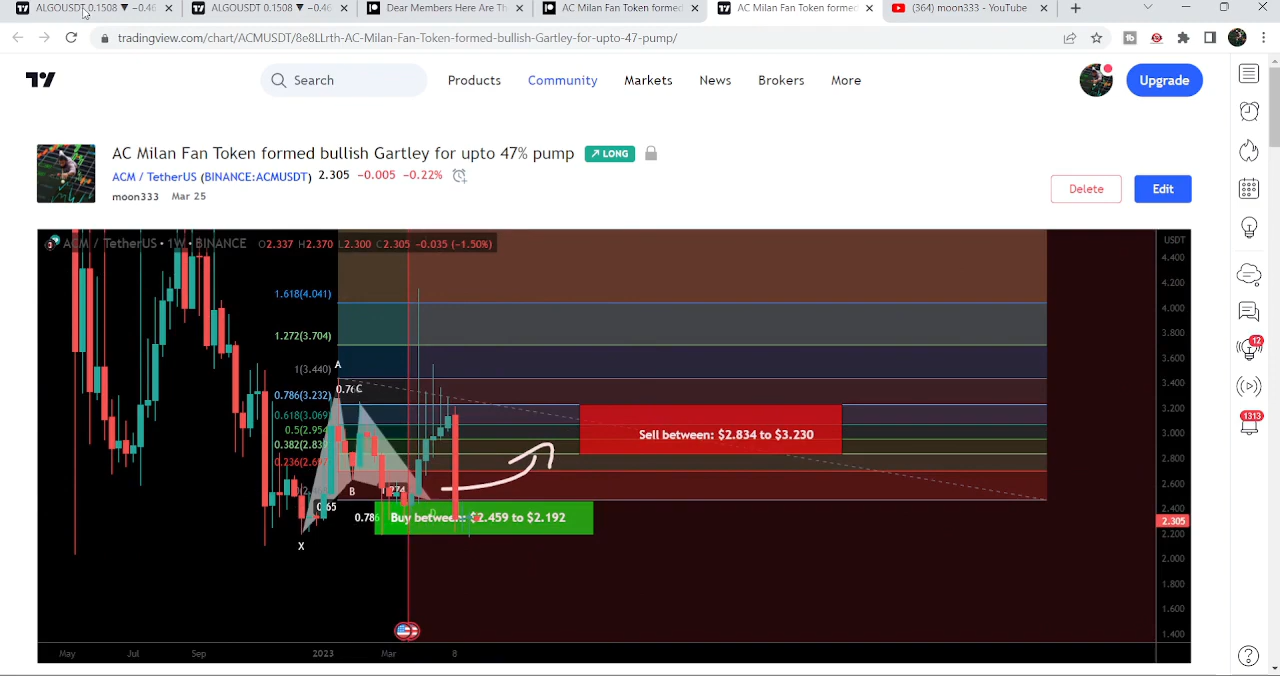 ALGOUSDT 0.1508 ▼ −0.46
ALGOUSDT 0.1508 ▼ −0.46
Dear Members Here Are Th
AC Milan Fan Token formed
AC Milan Fan Token formed
(364) moon333 - YouTube
tradingview.com/chart/ACMUSDT/8e8LLrth-AC-Milan-Fan-Token-formed-bullish-Gartley-for-upto-47-pump/
Search
Products
Community
Markets
News
Brokers
More
Upgrade
AC Milan Fan Token formed bullish Gartley for upto 47% pump
LONG
ACM / TetherUS (BINANCE:ACMUSDT) 2.305 −0.005 −0.22%
moon333 Mar 25
Delete
Edit
ACM / TetherUS • 1W • BINANCE O2.337 H2.370 L2.300 C2.305 −0.035 (−1.50%)
USDT
4.400
4.200
4.000
3.800
3.600
3.400
3.200
3.000
2.800
2.600
2.400
2.305
2.200
2.000
1.800
1.600
1.400
1.618(4.041)
1.272(3.704)
1(3.440)
0.786(3.232)
0.618(3.069)
0.5(2.954)
0.382(2.839)
A
C
B
X
D
0.786
Sell between: $2.834 to $3.230
Buy between: $2.459 to $2.192
May
Jul
Sep
2023
Mar
8
12
1313